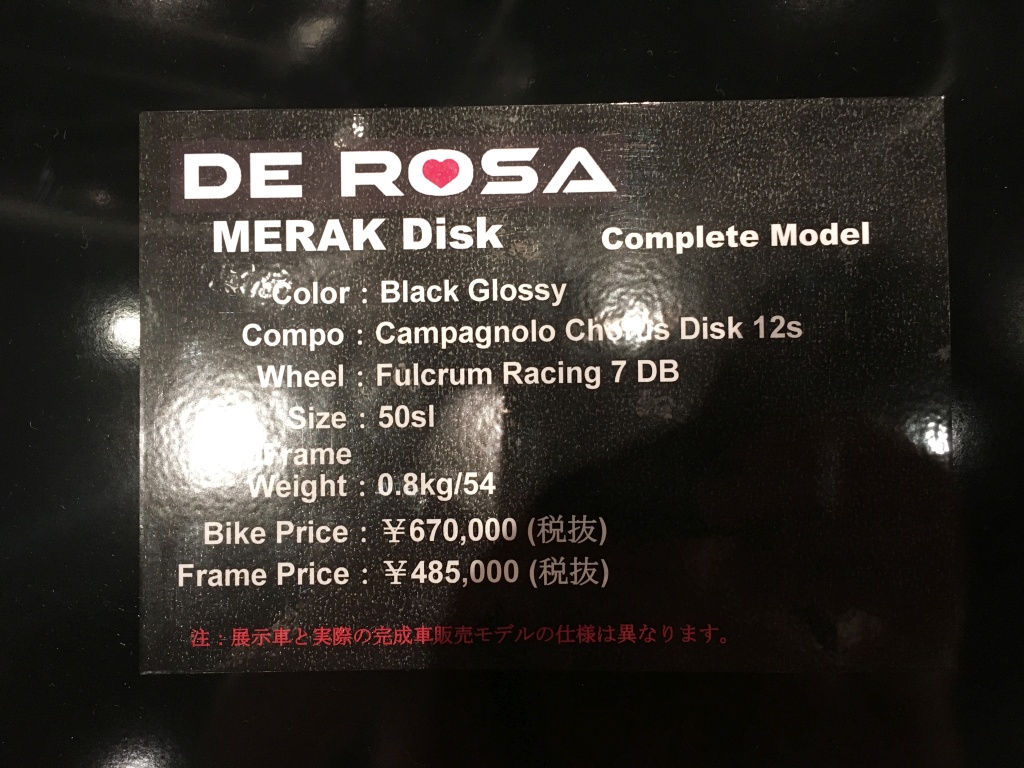 DE ROSA
MERAK Disk Complete Model
Color : Black Glossy
Compo : Campagnolo Chorus Disk 12s
Wheel : Fulcrum Racing 7 DB
Size : 50sl
Frame
Weight : 0.8kg/54
Bike Price : ¥670,000 (税抜)
Frame Price : ¥485,000 (税抜)
注：展示車と実際の完成車販売モデルの仕様は異なります。